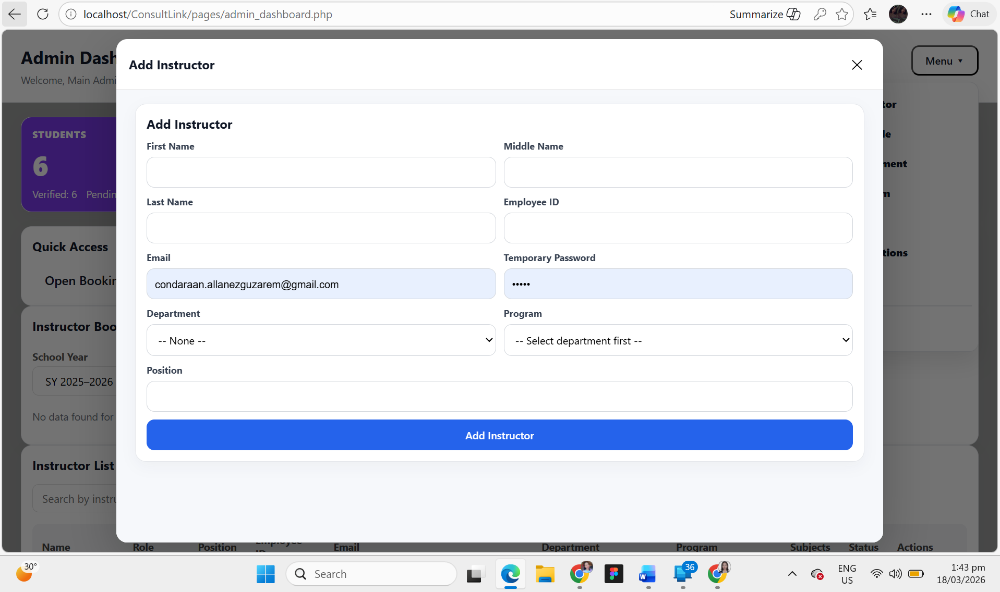 localhost/ConsultLink/pages/admin_dashboard.php
Summarize
Chat
Admin Dash
Welcome, Main Admi
Menu ▼
Add Instructor
STUDENTS
6
Verified: 6 Pendin
Quick Access
Open Bookin
Instructor Boo
School Year
SY 2025–2026
No data found for
Instructor List
Search by instru
Add Instructor
First Name
Middle Name
Last Name
Employee ID
Email
Temporary Password
condaraan.allanezguzarem@gmail.com
•••••
Department
Program
-- None --
-- Select department first --
Position
Add Instructor
tor
le
ment
m
tions
Name Role Position Employee ID Email Department Program Subjects Status Actions
30°
Search
36
ENG
US
1:43 pm
18/03/2026